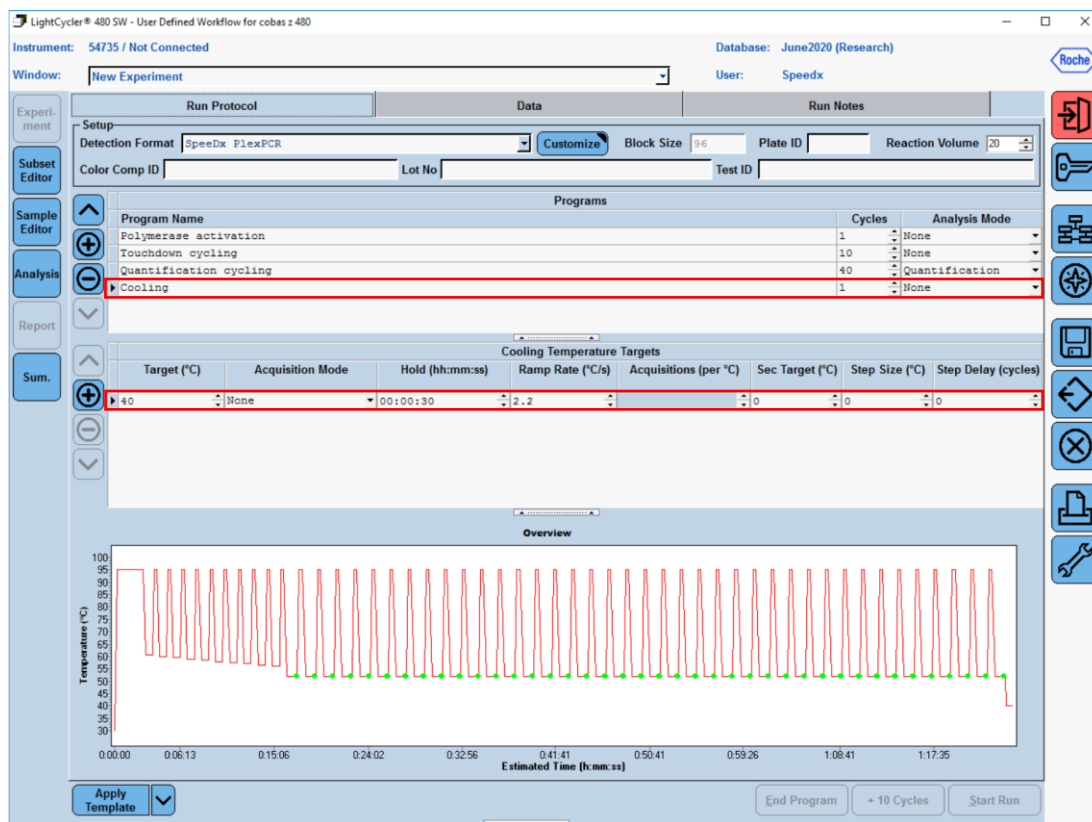 LightCycler® 480 SW - User Defined Workflow for cobas z 480
Instrument: 54735 / Not Connected
Database: June2020 (Research)
Window: New Experiment
User: Speedx
Roche
Experi-
ment
Subset
Editor
Sample
Editor
Analysis
Report
Sum.
Run Protocol Data Run Notes
Setup
Detection Format SpeeDx PlexPCR Customize Block Size 96 Plate ID Reaction Volume 20
Color Comp ID Lot No Test ID
Programs
Program Name Cycles Analysis Mode
Polymerase activation 1 None
Touchdown cycling 10 None
Quantification cycling 40 Quantification
Cooling 1 None
Cooling Temperature Targets
Target (°C) Acquisition Mode Hold (hh:mm:ss) Ramp Rate (°C/s) Acquisitions (per °C) Sec Target (°C) Step Size (°C) Step Delay (cycles)
40 None 00:00:30 2.2 0 0 0
Overview
Temperature (°C)
100
95
90
85
80
75
70
65
60
55
50
45
40
35
30
0:00:00 0:06:13 0:15:06 0:24:02 0:32:56 0:41:41 0:50:41 0:59:26 1:08:41 1:17:35
Estimated Time (h:mm:ss)
Apply
Template
End Program + 10 Cycles Start Run